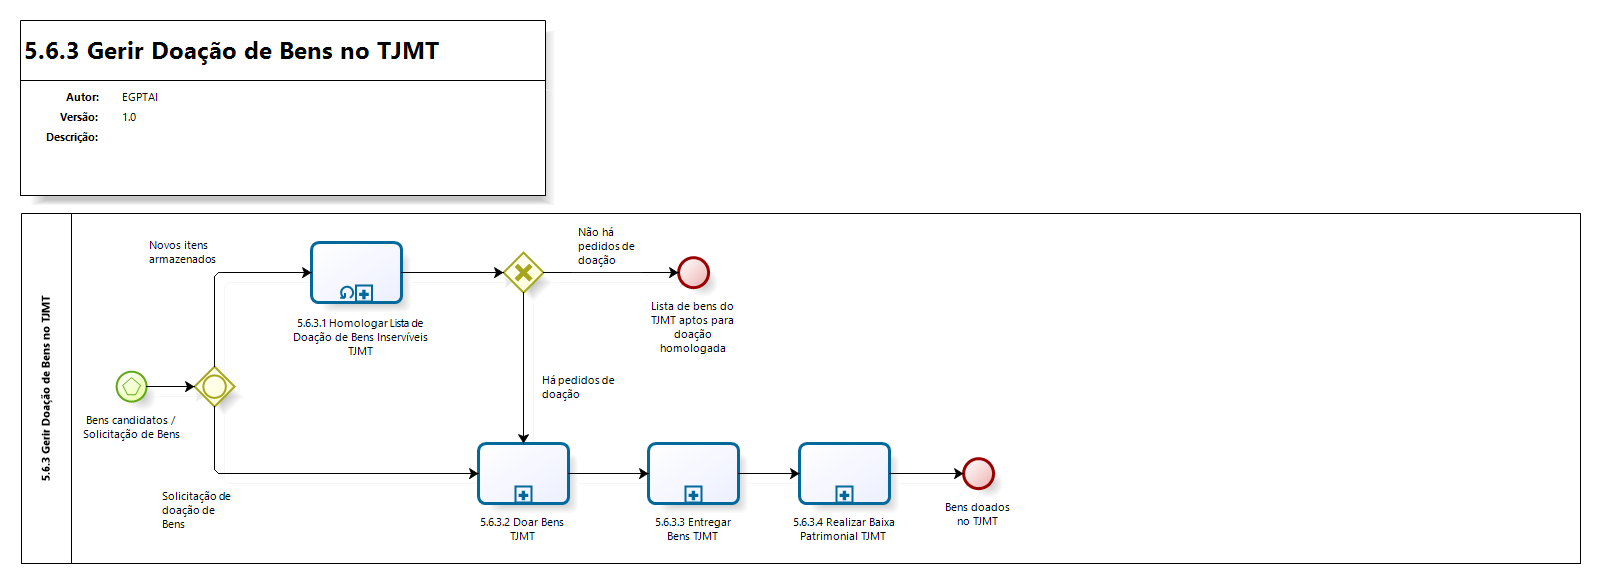 5.6.3 Gerir Doação de Bens no TJMT
Autor: EGPTAI
Versão: 1.0
Descrição:
5.6.3 Gerir Doação de Bens no TJMT
Novos itens
armazenados
Não há
pedidos de
doação
5.6.3.1 Homologar Lista de
Doação de Bens Inservíveis
TJMT
Lista de bens do
TJMT aptos para
doação
homologada
Bens candidatos /
Solicitação de Bens
Há pedidos de
doação
Solicitação de
doação de
Bens
5.6.3.2 Doar Bens
TJMT
5.6.3.3 Entregar
Bens TJMT
5.6.3.4 Realizar Baixa
Patrimonial TJMT
Bens doados
no TJMT